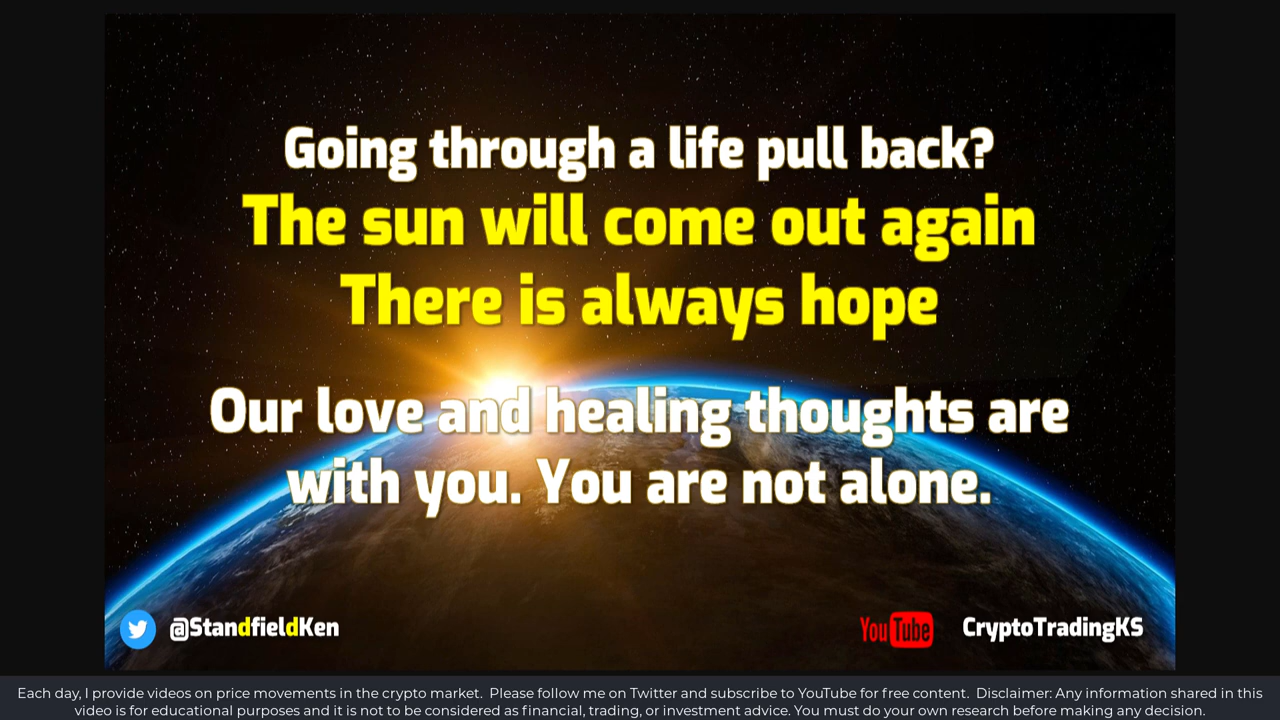 Going through a life pull back?
The sun will come out again
There is always hope
Our love and healing thoughts are
with you. You are not alone.
@StandfieldKen
YouTube CryptoTradingKS
Each day, I provide videos on price movements in the crypto market. Please follow me on Twitter and subscribe to YouTube for free content. Disclaimer: Any information shared in this
video is for educational purposes and it is not to be considered as financial, trading, or investment advice. You must do your own research before making any decision.